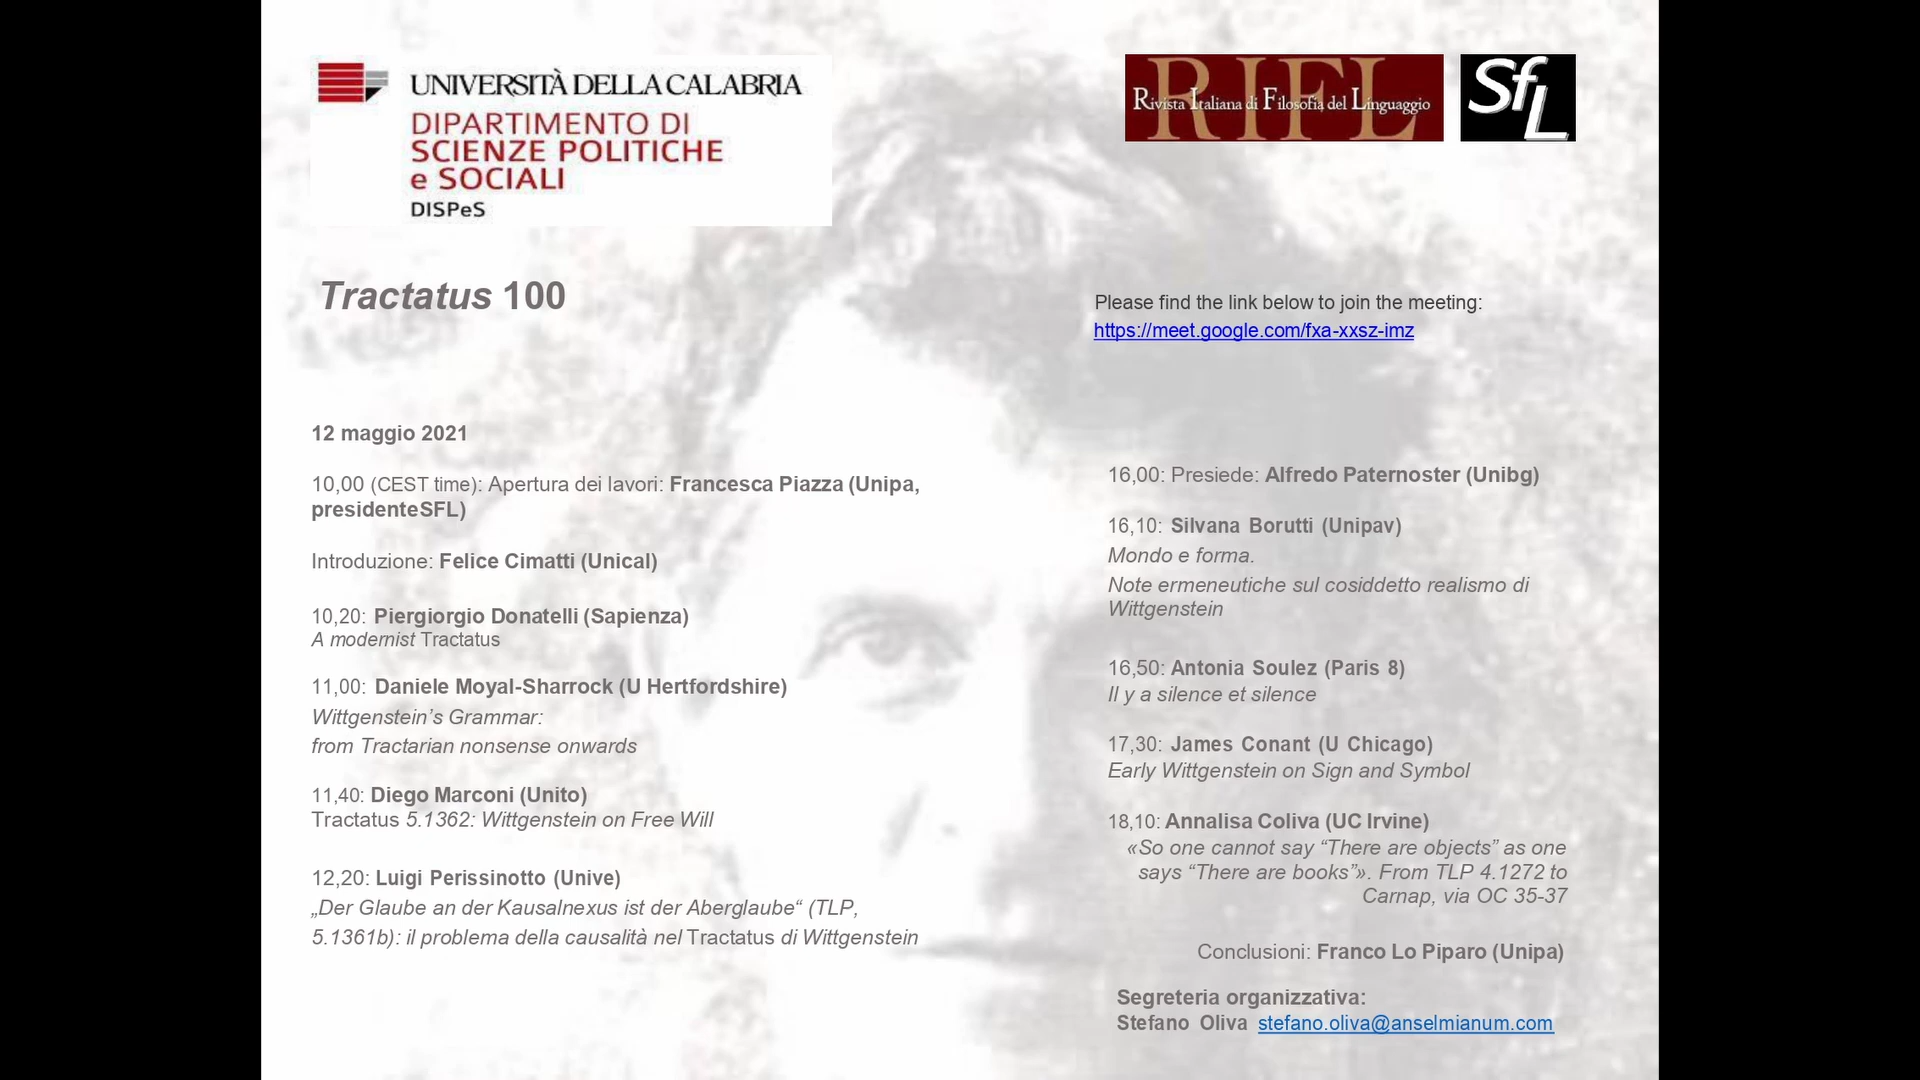 UNIVERSITÀ DELLA CALABRIA
DIPARTIMENTO DI
SCIENZE POLITICHE
e SOCIALI
DISPeS
RIFL
Rivista Italiana di Filosofia del Linguaggio
SfL
Tractatus 100
Please find the link below to join the meeting:
https://meet.google.com/fxa-xxsz-imz
12 maggio 2021
10,00 (CEST time): Apertura dei lavori: Francesca Piazza (Unipa,
presidenteSFL)
Introduzione: Felice Cimatti (Unical)
10,20: Piergiorgio Donatelli (Sapienza)
A modernist Tractatus
11,00: Daniele Moyal-Sharrock (U Hertfordshire)
Wittgenstein’s Grammar:
from Tractarian nonsense onwards
11,40: Diego Marconi (Unito)
Tractatus 5.1362: Wittgenstein on Free Will
12,20: Luigi Perissinotto (Unive)
„Der Glaube an der Kausalnexus ist der Aberglaube“ (TLP,
5.1361b): il problema della causalità nel Tractatus di Wittgenstein
16,00: Presiede: Alfredo Paternoster (Unibg)
16,10: Silvana Borutti (Unipav)
Mondo e forma.
Note ermeneutiche sul cosiddetto realismo di
Wittgenstein
16,50: Antonia Soulez (Paris 8)
Il y a silence et silence
17,30: James Conant (U Chicago)
Early Wittgenstein on Sign and Symbol
18,10: Annalisa Coliva (UC Irvine)
«So one cannot say “There are objects” as one
says “There are books”». From TLP 4.1272 to
Carnap, via OC 35-37
Conclusioni: Franco Lo Piparo (Unipa)
Segreteria organizzativa:
Stefano Oliva stefano.oliva@anselmianum.com